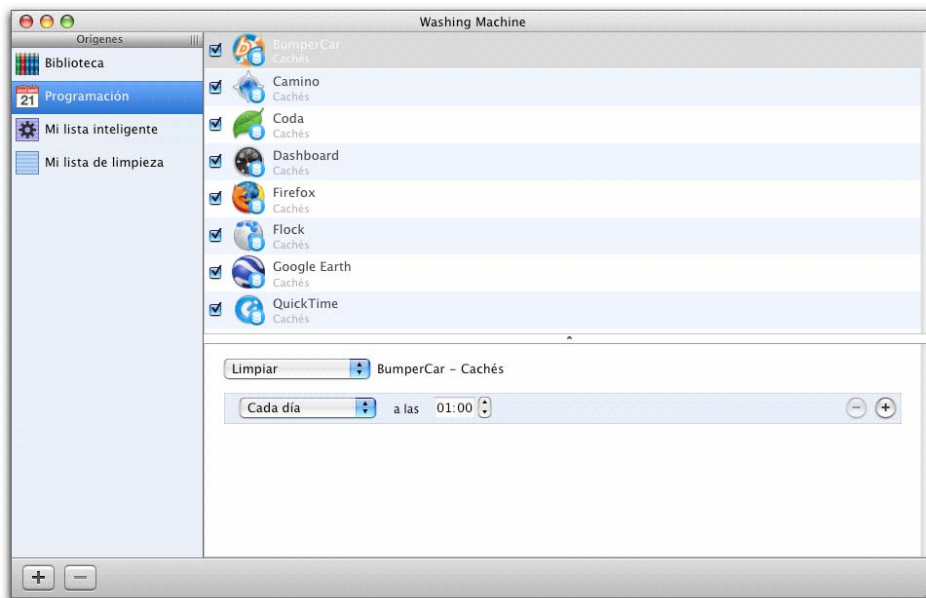 Washing Machine
Orígenes
Biblioteca
21 Programación
Mi lista inteligente
Mi lista de limpieza
BumperCar
Cachés
Camino
Cachés
Coda
Cachés
Dashboard
Cachés
Firefox
Cachés
Flock
Cachés
Google Earth
Cachés
QuickTime
Cachés
Limpiar BumperCar – Cachés
Cada día a las 01:00